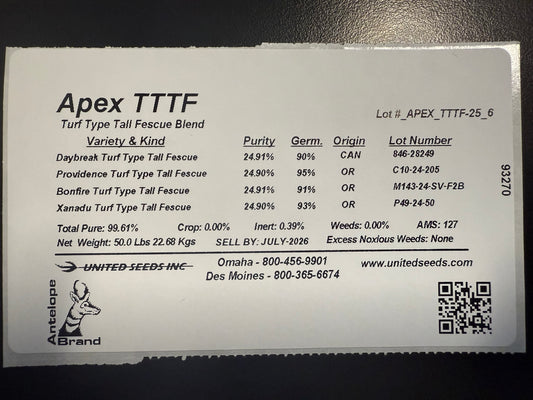 Apex TTTF
Lot #_APEX_TTTF-25_6
Turf Type Tall Fescue Blend
Variety & Kind Purity Germ. Origin Lot Number
Daybreak Turf Type Tall Fescue 24.91% 90% CAN 846-28249
Providence Turf Type Tall Fescue 24.90% 95% OR C10-24-205
Bonfire Turf Type Tall Fescue 24.91% 91% OR M143-24-SV-F2B
Xanadu Turf Type Tall Fescue 24.90% 93% OR P49-24-50
93270
Total Pure: 99.61% Crop: 0.00% Inert: 0.39% Weeds: 0.00% AMS: 127
Net Weight: 50.0 Lbs 22.68 Kgs SELL BY: JULY-2026 Excess Noxious Weeds: None
UNITED SEEDS INC Omaha - 800-456-9901 www.unitedseeds.com
Des Moines - 800-365-6674
Antelope
Brand